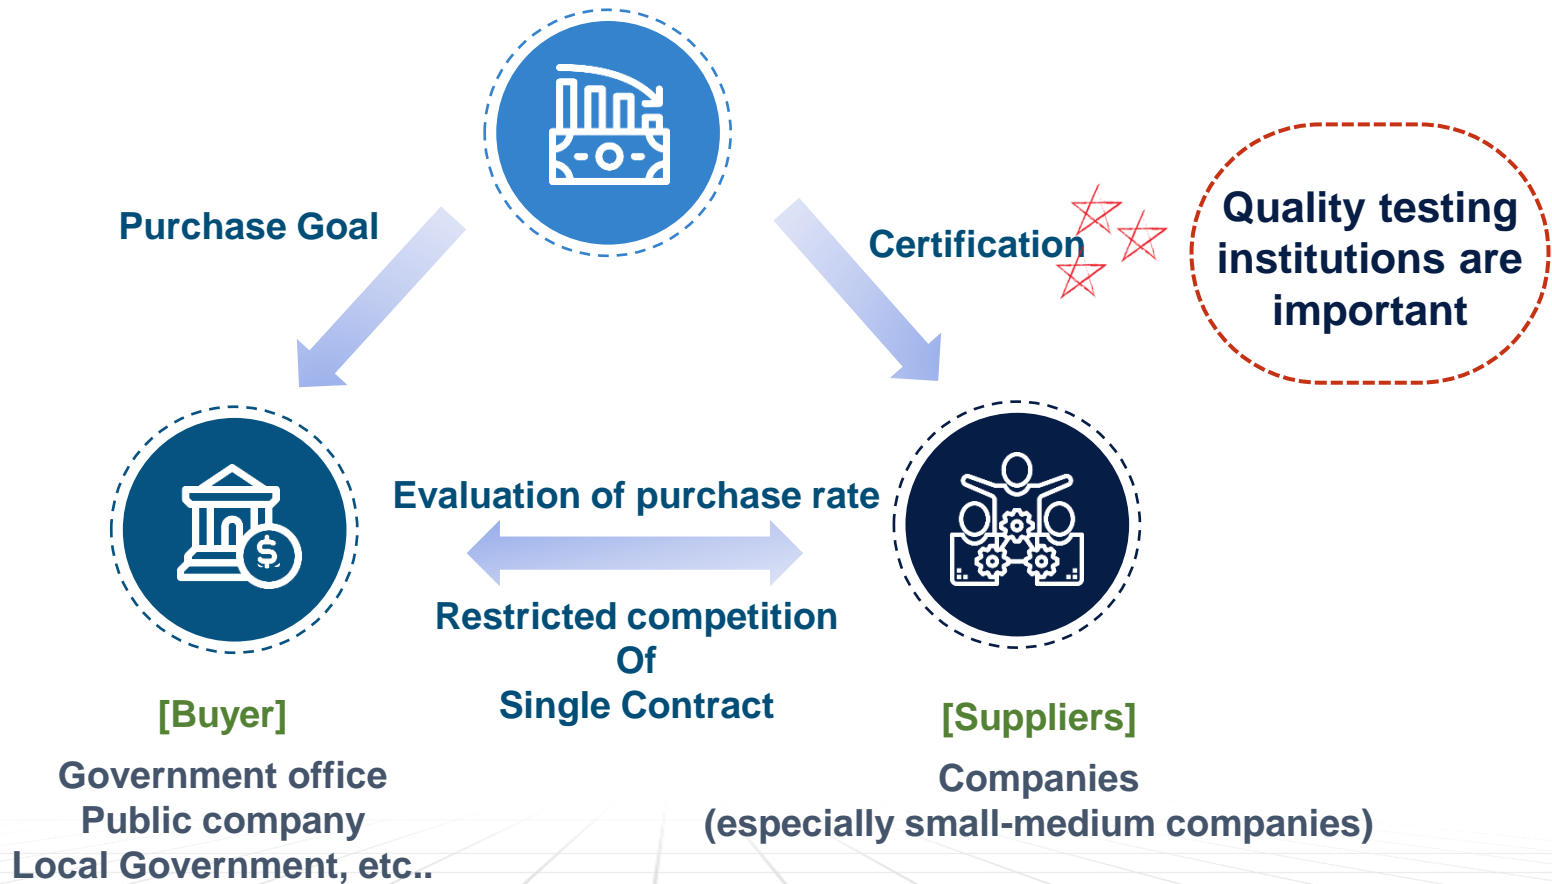 Purchase Goal
Certification
Quality testing
institutions are
important
Evaluation of purchase rate
Restricted competition
Of
Single Contract
$
[Buyer]
Government office
Public company
Local Government, etc..
[Suppliers]
Companies
(especially small-medium companies)